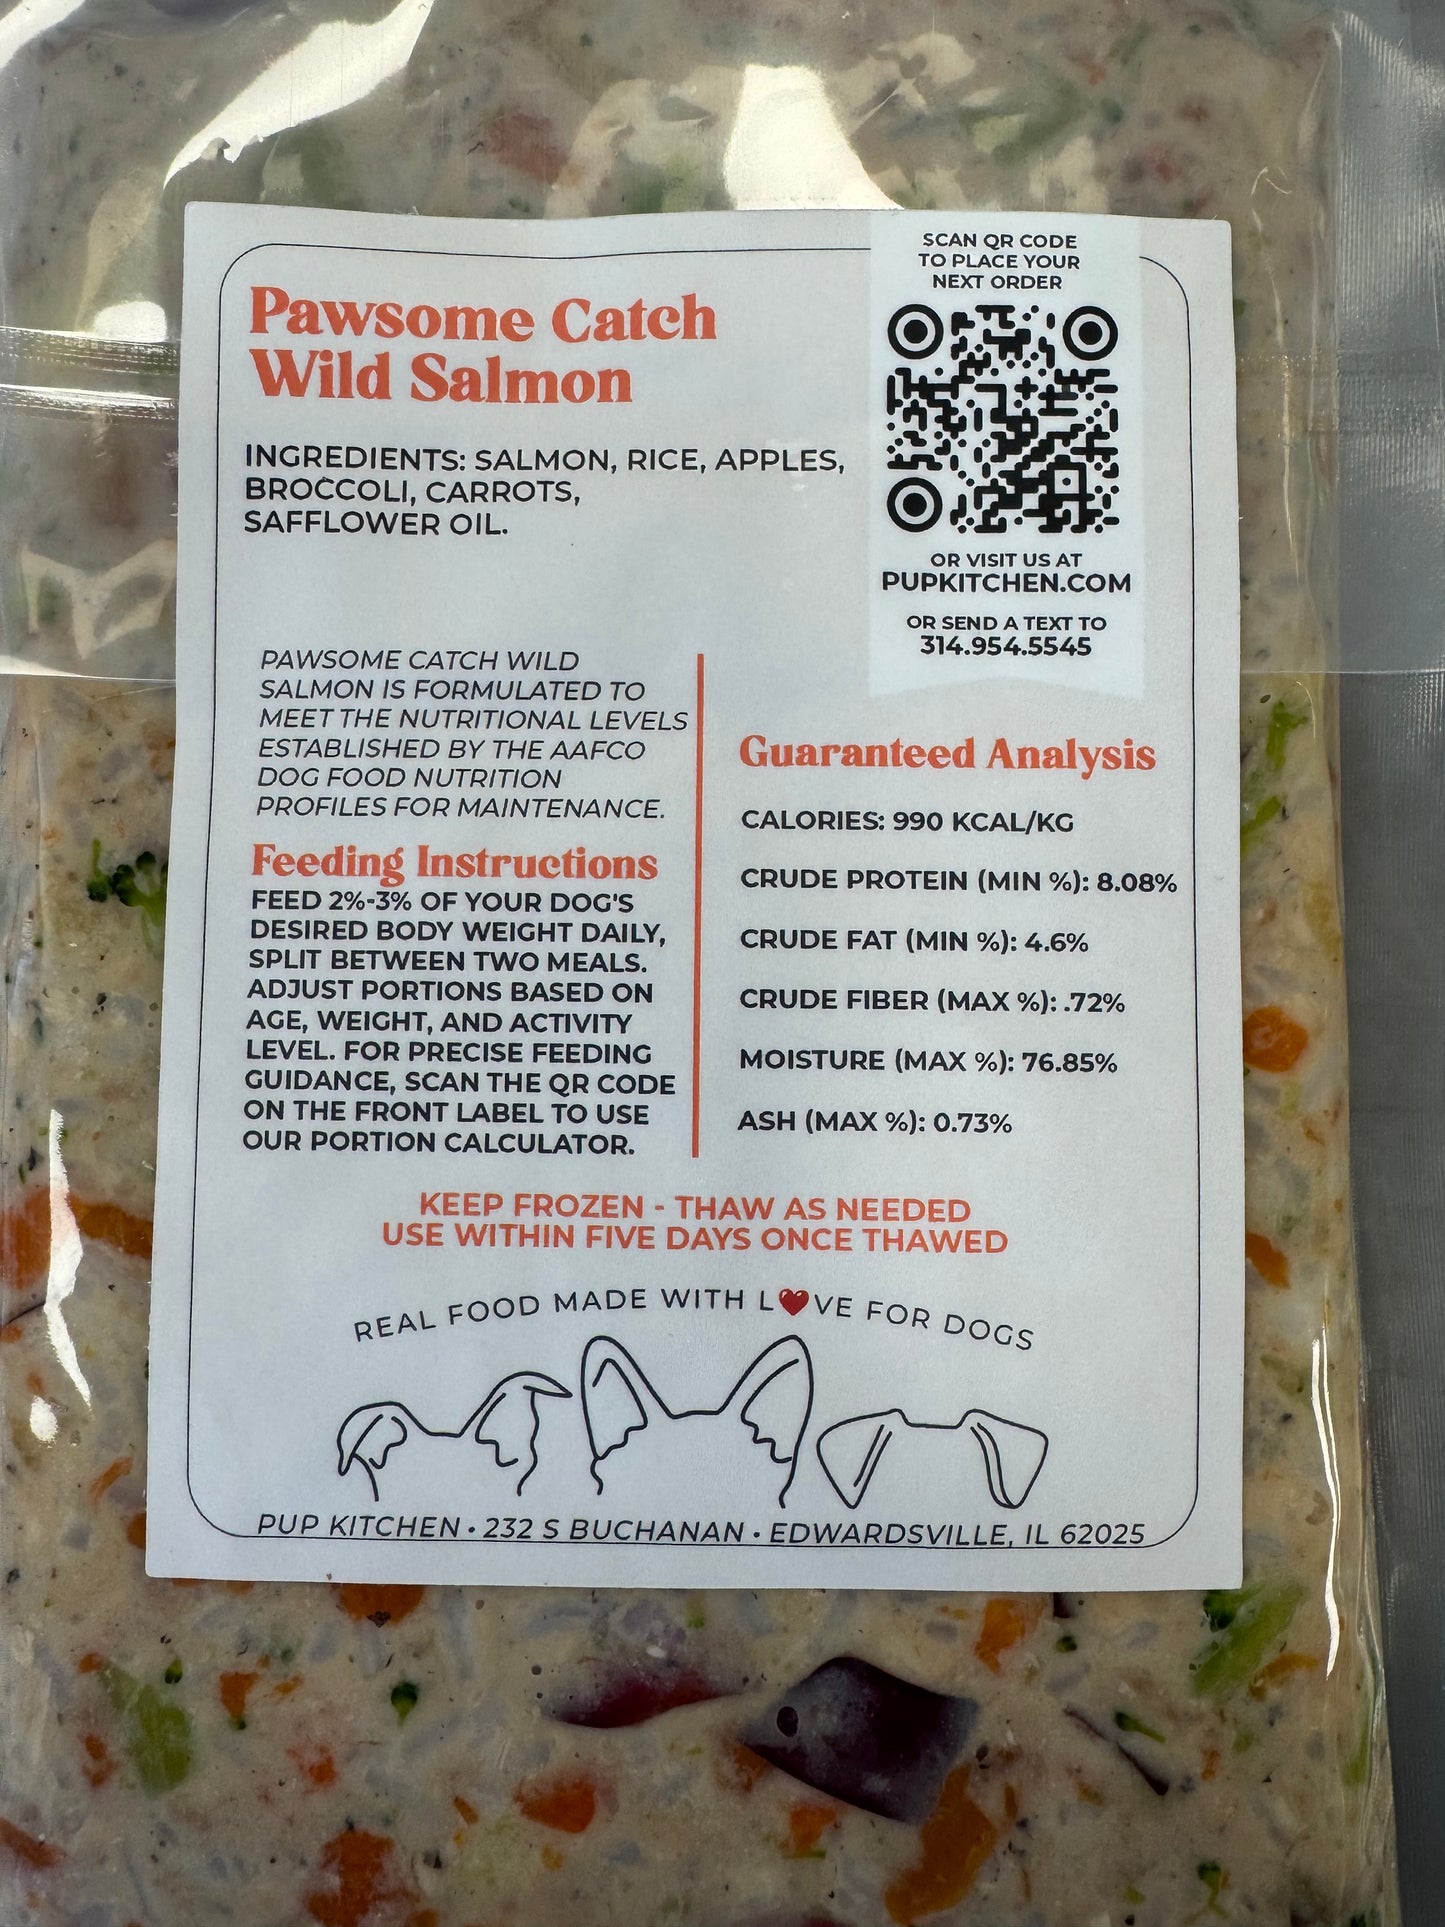 SCAN QR CODE
TO PLACE YOUR
NEXT ORDER
Pawsome Catch
Wild Salmon
INGREDIENTS: SALMON, RICE, APPLES,
BROCCOLI, CARROTS,
SAFFLOWER OIL.
OR VISIT US AT
PUPKITCHEN.COM
OR SEND A TEXT TO
314.954.5545
PAWSOME CATCH WILD
SALMON IS FORMULATED TO
MEET THE NUTRITIONAL LEVELS
ESTABLISHED BY THE AAFCO
DOG FOOD NUTRITION
PROFILES FOR MAINTENANCE.
Feeding Instructions
FEED 2%-3% OF YOUR DOG'S
DESIRED BODY WEIGHT DAILY,
SPLIT BETWEEN TWO MEALS.
ADJUST PORTIONS BASED ON
AGE, WEIGHT, AND ACTIVITY
LEVEL. FOR PRECISE FEEDING
GUIDANCE, SCAN THE QR CODE
ON THE FRONT LABEL TO USE
OUR PORTION CALCULATOR.
Guaranteed Analysis
CALORIES: 990 KCAL/KG
CRUDE PROTEIN (MIN %): 8.08%
CRUDE FAT (MIN %): 4.6%
CRUDE FIBER (MAX %): .72%
MOISTURE (MAX %): 76.85%
ASH (MAX %): 0.73%
KEEP FROZEN - THAW AS NEEDED
USE WITHIN FIVE DAYS ONCE THAWED
REAL FOOD MADE WITH L❤VE FOR DOGS
PUP KITCHEN • 232 S BUCHANAN • EDWARDSVILLE, IL 62025